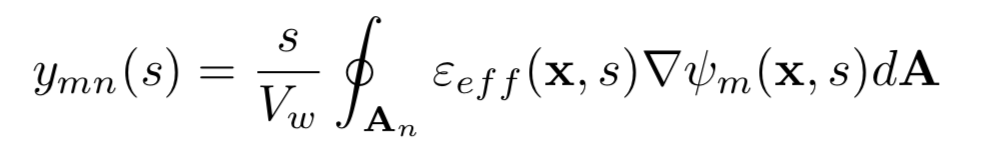 $y_{mn}(s) = \frac{s}{V_w} \oint_{\mathbf{A}_n} \varepsilon_{eff}(\mathbf{x}, s) \nabla \psi_m(\mathbf{x}, s) d\mathbf{A}$